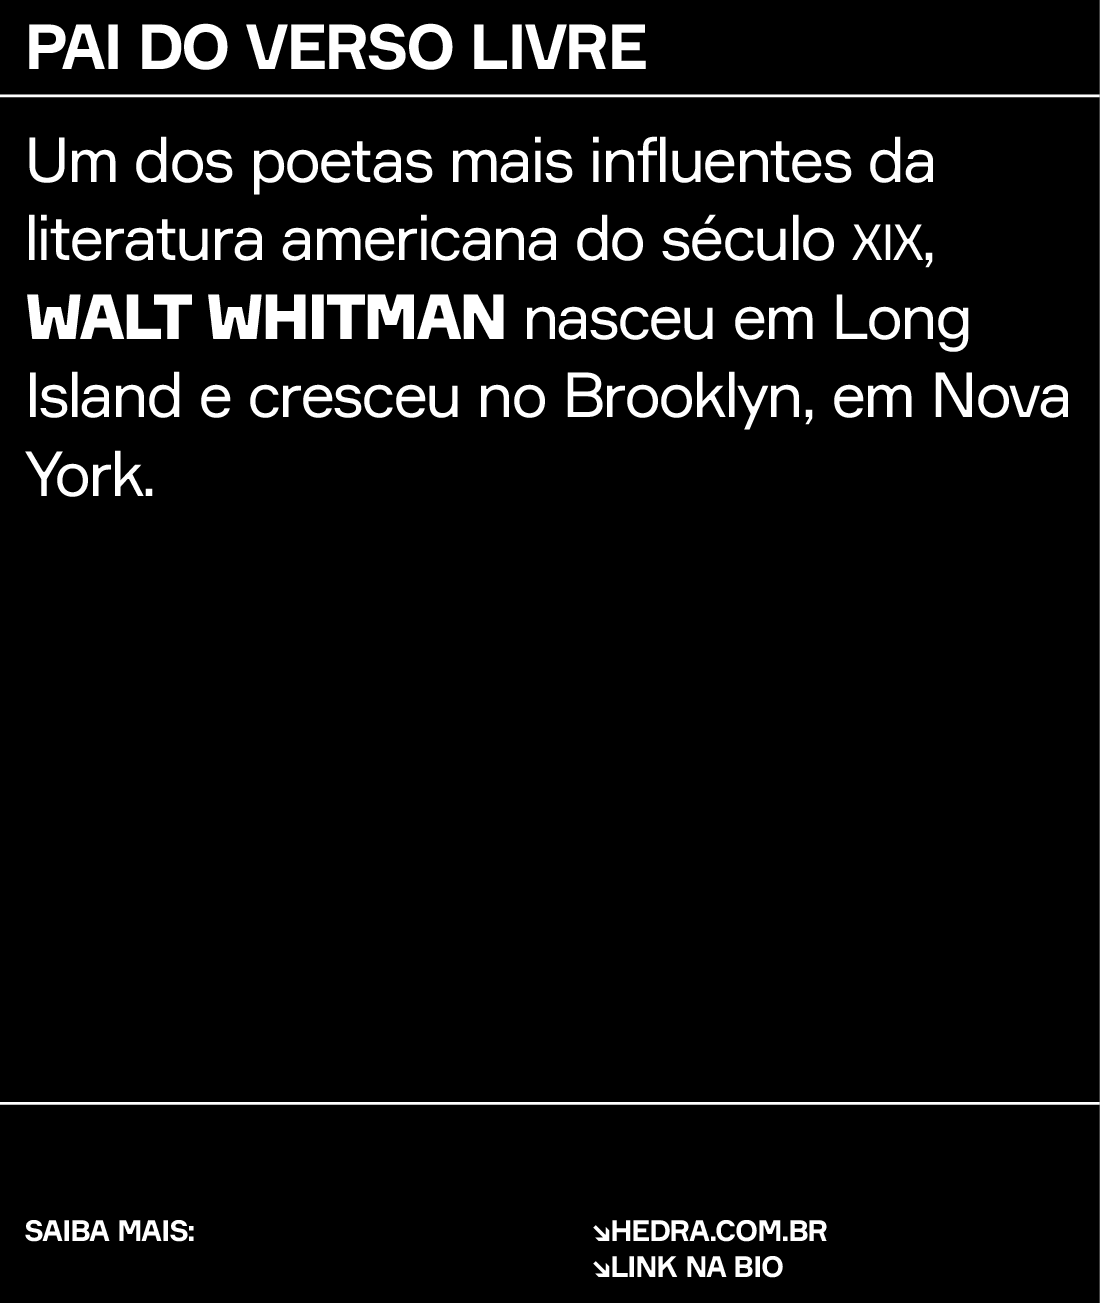 PAI DO VERSO LIVRE
Um dos poetas mais influentes da
literatura americana do século XIX,
WALT WHITMAN nasceu em Long
Island e cresceu no Brooklyn, em Nova
York.
SAIBA MAIS:
↘HEDRA.COM.BR
↘LINK NA BIO